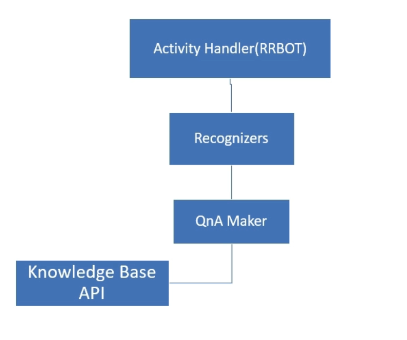 Activity Handler(RRBOT)
Recognizers
QnA Maker
Knowledge Base
API